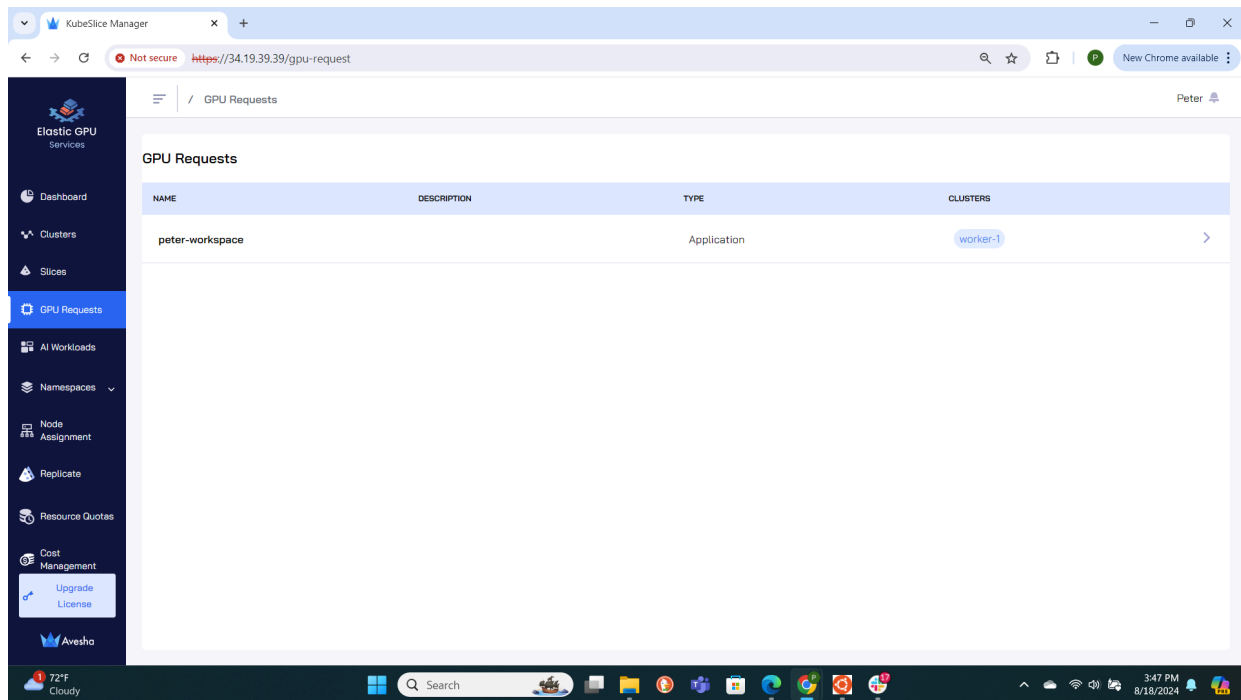 KubeSlice Manager
Not secure
https://34.19.39.39/gpu-request
P
New Chrome available
Elastic GPU
Services
/ GPU Requests
Peter
Dashboard
Clusters
Slices
GPU Requests
AI Workloads
Namespaces
Node
Assignment
Replicate
Resource Quotas
Cost
Management
Upgrade
License
Avesha
GPU Requests
NAME DESCRIPTION TYPE CLUSTERS
peter-workspace Application worker-1
1
72°F
Cloudy
Search
3:47 PM
8/18/2024